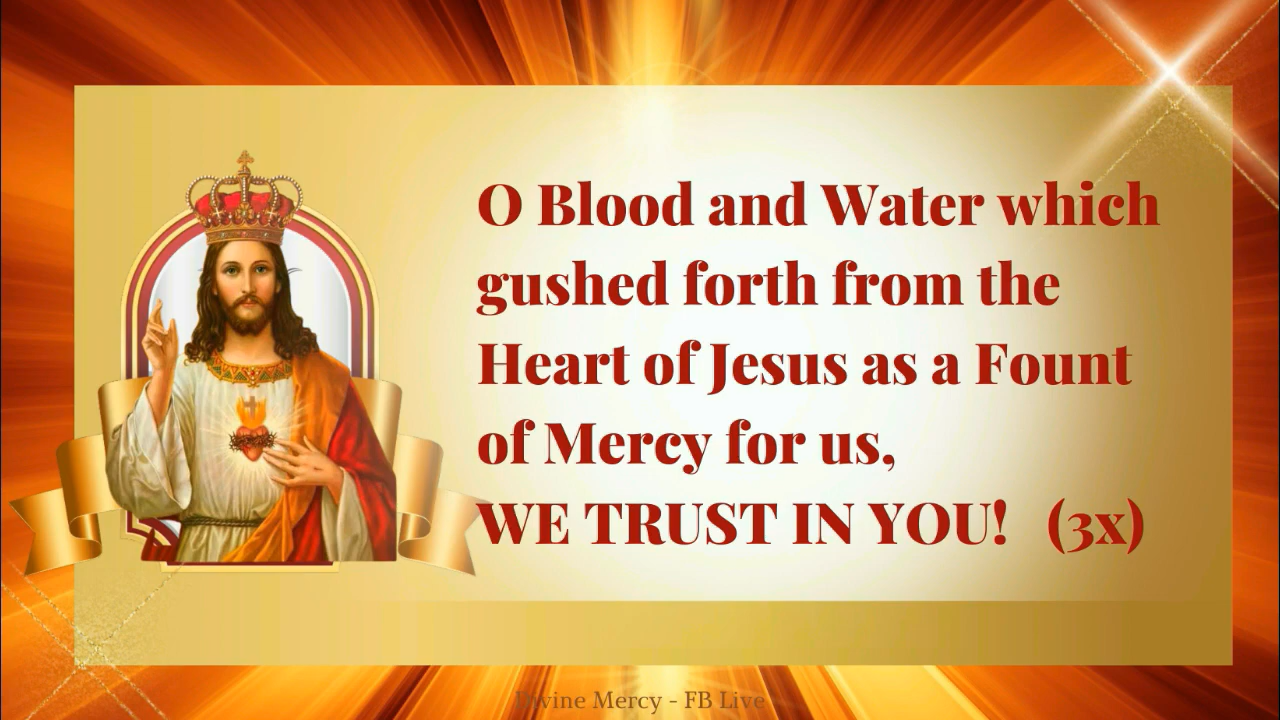 O Blood and Water which
gushed forth from the
Heart of Jesus as a Fount
of Mercy for us,
WE TRUST IN YOU! (3x)
Divine Mercy - FB Live